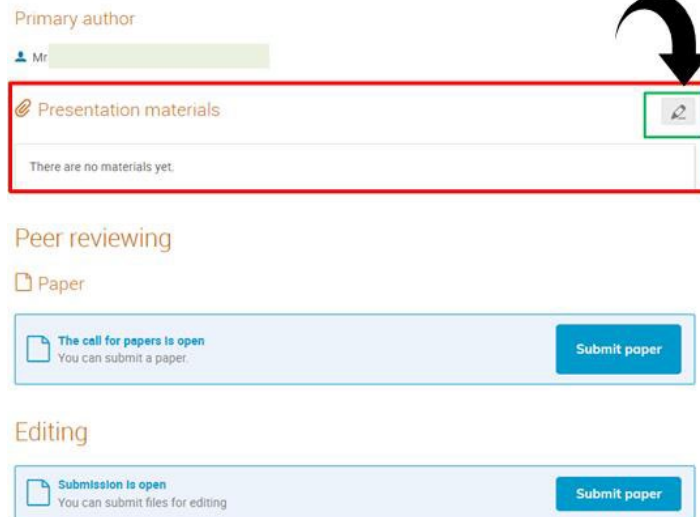 Primary author
Mr
Presentation materials
There are no materials yet.
Peer reviewing
Paper
The call for papers is open
You can submit a paper.
Submit paper
Editing
Submission is open
You can submit files for editing
Submit paper